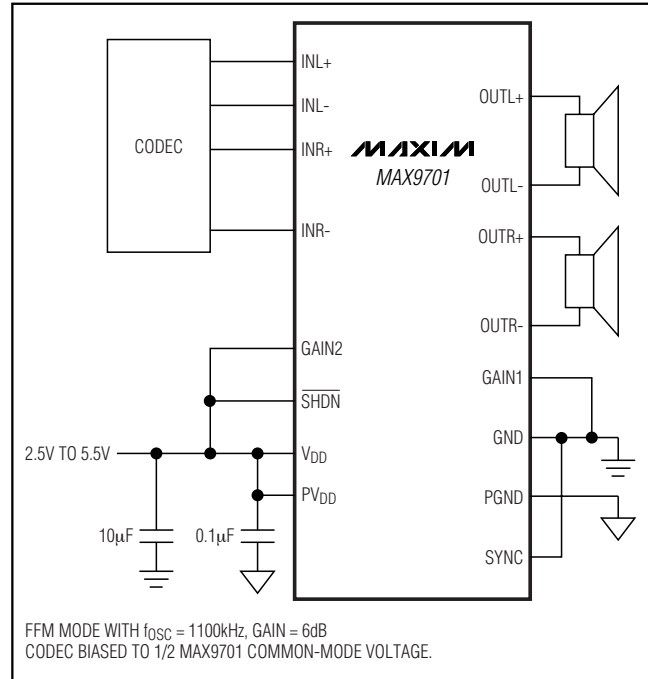 CODEC
INL+
INL-
INR+
INR-
MAXIM
MAX9701
OUTL+
OUTL-
OUTR+
OUTR-
GAIN2
SHDN
VDD
PVDD
GAIN1
GND
PGND
SYNC
2.5V TO 5.5V
10μF
0.1μF
FFM MODE WITH fOSC = 1100kHz, GAIN = 6dB
CODEC BIASED TO 1/2 MAX9701 COMMON-MODE VOLTAGE.